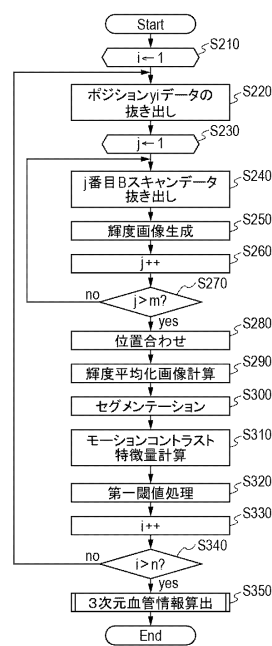 Start
i←1
S210
ポジションyiデータの
抜き出し
S220
j←1
S230
j番目Bスキャンデータ
抜き出し
S240
輝度画像生成
S250
j++
S260
j>m?
S270
no
yes
位置合わせ
S280
輝度平均化画像計算
S290
セグメンテーション
S300
モーションコントラスト
特徴量計算
S310
第一閾値処理
S320
i++
S330
i>n?
S340
no
yes
3次元血管情報算出
S350
End